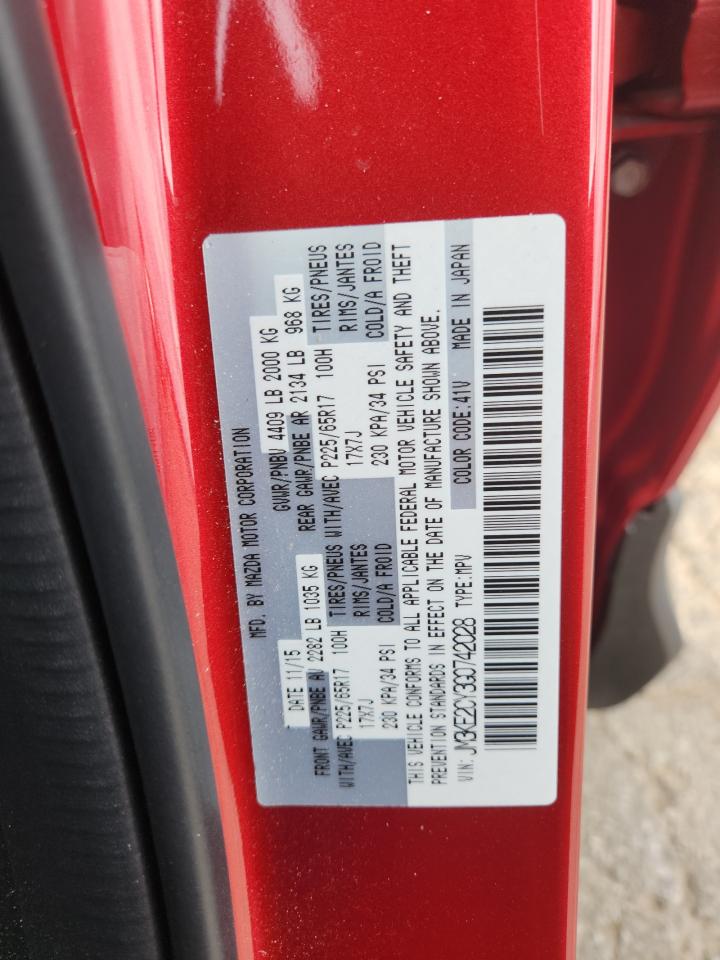 MFD. BY MAZDA MOTOR CORPORATION
DATE 11/15 GVWR/PNBV 4409 LB 2000 KG
FRONT GAWR/PNBE AV 2282 LB 1035 KG REAR GAWR/PNBE AR 2134 LB 968 KG
WITH/AVEC P225/65R17 100H TIRES/PNEUS WITH/AVEC P225/65R17 100H TIRES/PNEUS
17X7J RIMS/JANTES 17X7J RIMS/JANTES
230 KPA/34 PSI COLD/A FROID 230 KPA/34 PSI COLD/A FROID
THIS VEHICLE CONFORMS TO ALL APPLICABLE FEDERAL MOTOR VEHICLE SAFETY AND THEFT
PREVENTION STANDARDS IN EFFECT ON THE DATE OF MANUFACTURE SHOWN ABOVE.
VIN: JM3KE2CY3G0742028 TYPE:MPV COLOR CODE:41V MADE IN JAPAN